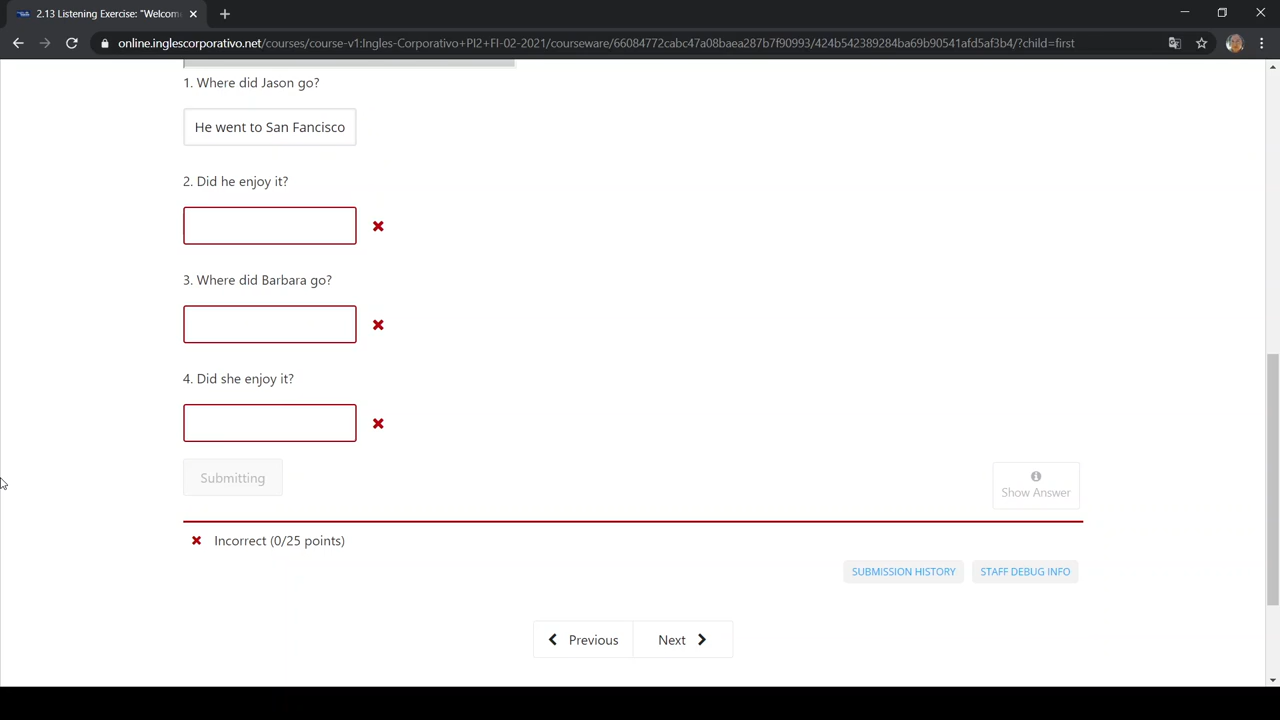 2.13 Listening Exercise: "Welcome
online.inglescorporativo.net/courses/course-v1:Ingles-Corporativo+PI2+FI-02-2021/courseware/66084772cabc47a08baea287b7f90993/424b542389284ba69b90541afd5af3b4/?child=first
1. Where did Jason go?
He went to San Fancisco
2. Did he enjoy it?
3. Where did Barbara go?
4. Did she enjoy it?
Submitting
Show Answer
Incorrect (0/25 points)
SUBMISSION HISTORY STAFF DEBUG INFO
Previous Next